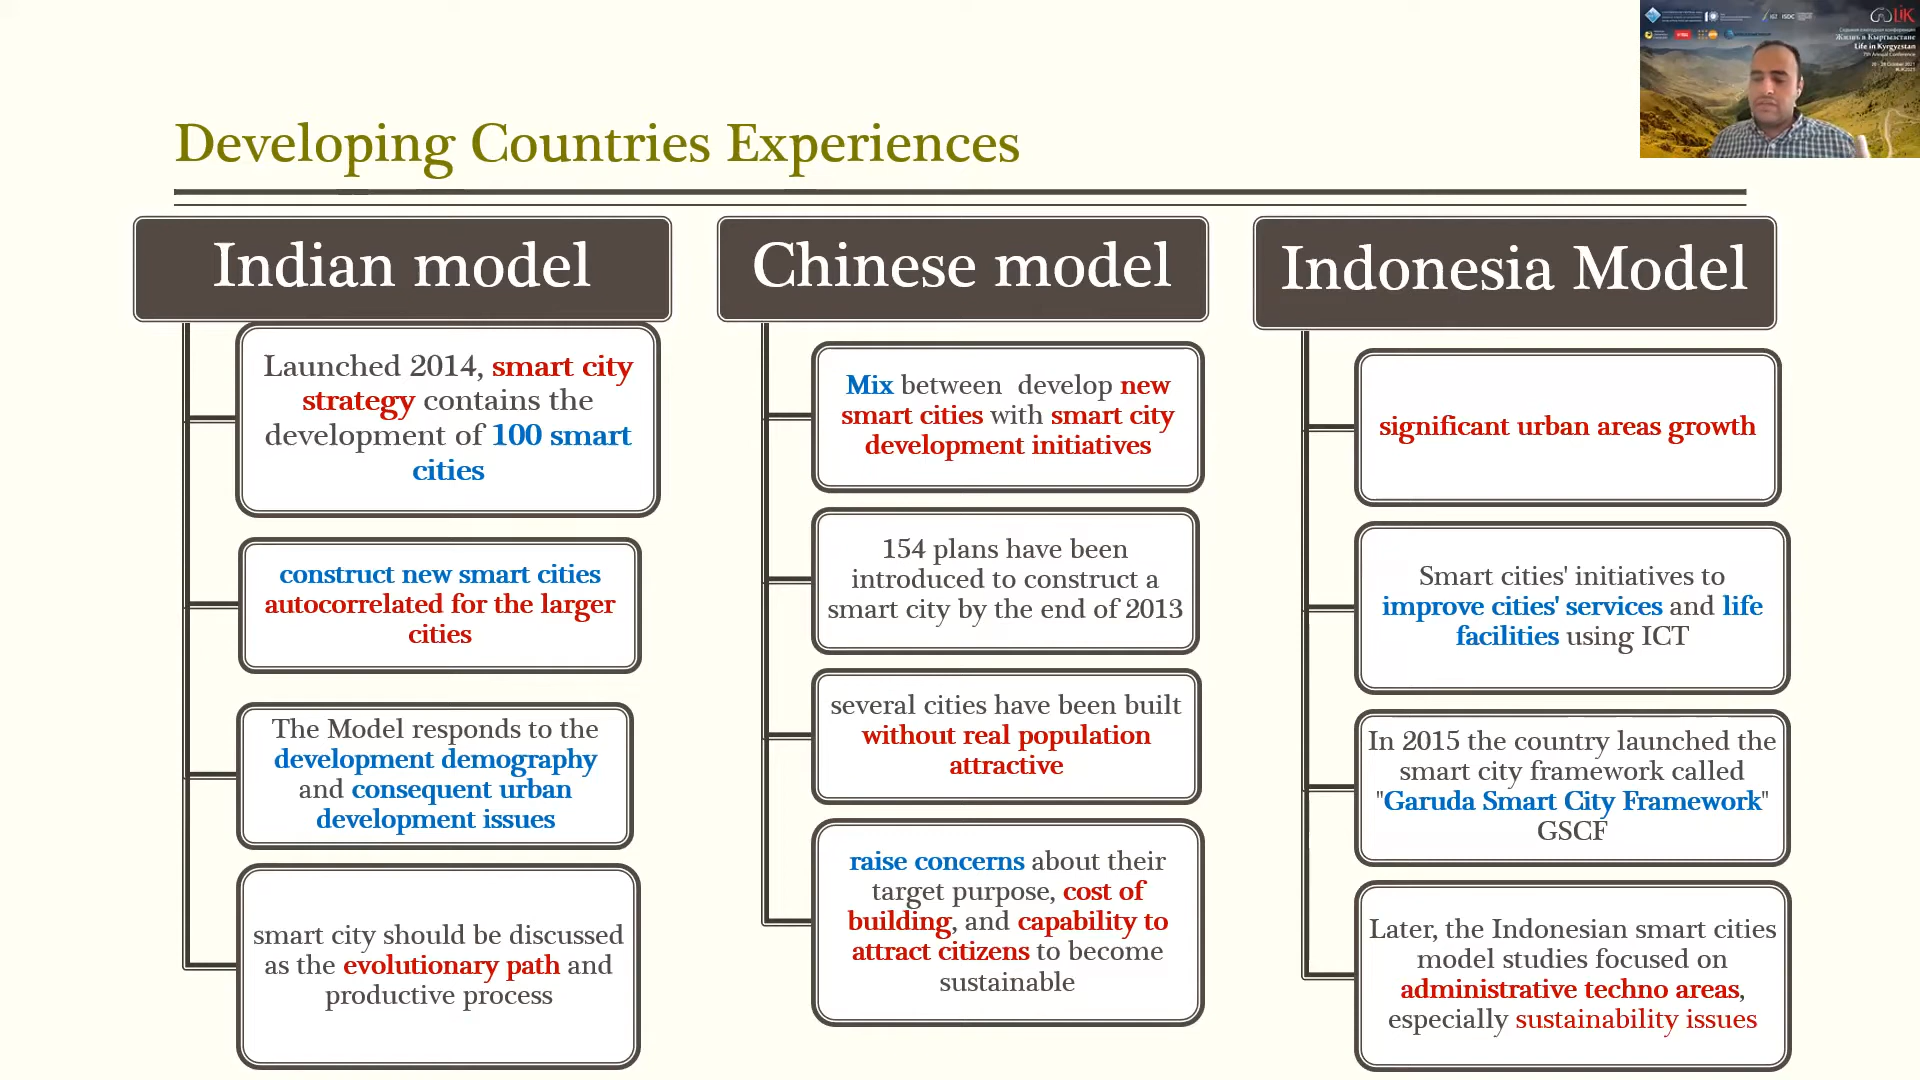 Developing Countries Experiences
Indian model
Launched 2014, smart city
strategy contains the
development of 100 smart
cities
construct new smart cities
autocorrelated for the larger
cities
The Model responds to the
development demography
and consequent urban
development issues
smart city should be discussed
as the evolutionary path and
productive process
Chinese model
Mix between develop new
smart cities with smart city
development initiatives
154 plans have been
introduced to construct a
smart city by the end of 2013
several cities have been built
without real population
attractive
raise concerns about their
target purpose, cost of
building, and capability to
attract citizens to become
sustainable
Indonesia Model
significant urban areas growth
Smart cities' initiatives to
improve cities' services and life
facilities using ICT
In 2015 the country launched the
smart city framework called
"Garuda Smart City Framework"
GSCF
Later, the Indonesian smart cities
model studies focused on
administrative techno areas,
especially sustainability issues
LiK
Жизнь в Кыргызстане
Life in Kyrgyzstan